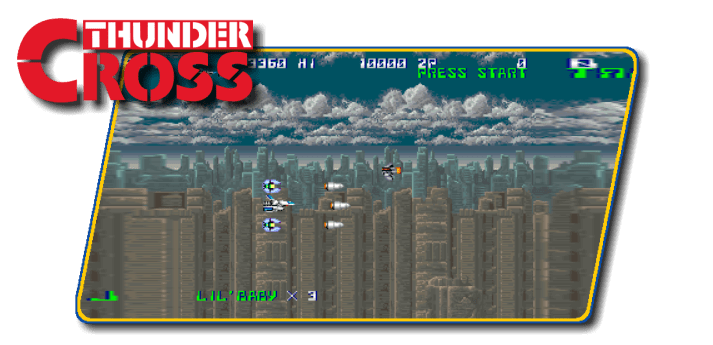 THUNDER
CROSS
3360 HI 10000 2P 0
PRESS START
LIL'BABY × 3